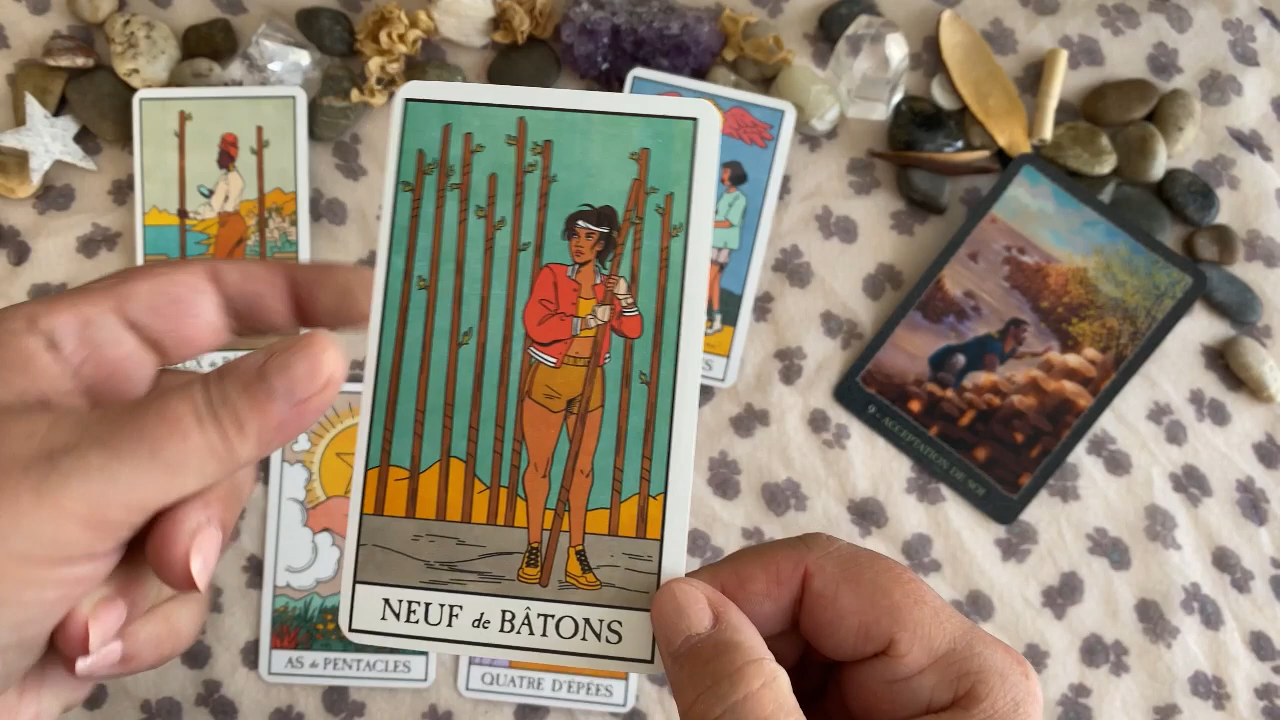 NEUF de BÂTONS
AS de PENTACLES
QUATRE D'ÉPÉES
9 - ACCEPTATION DE SOI